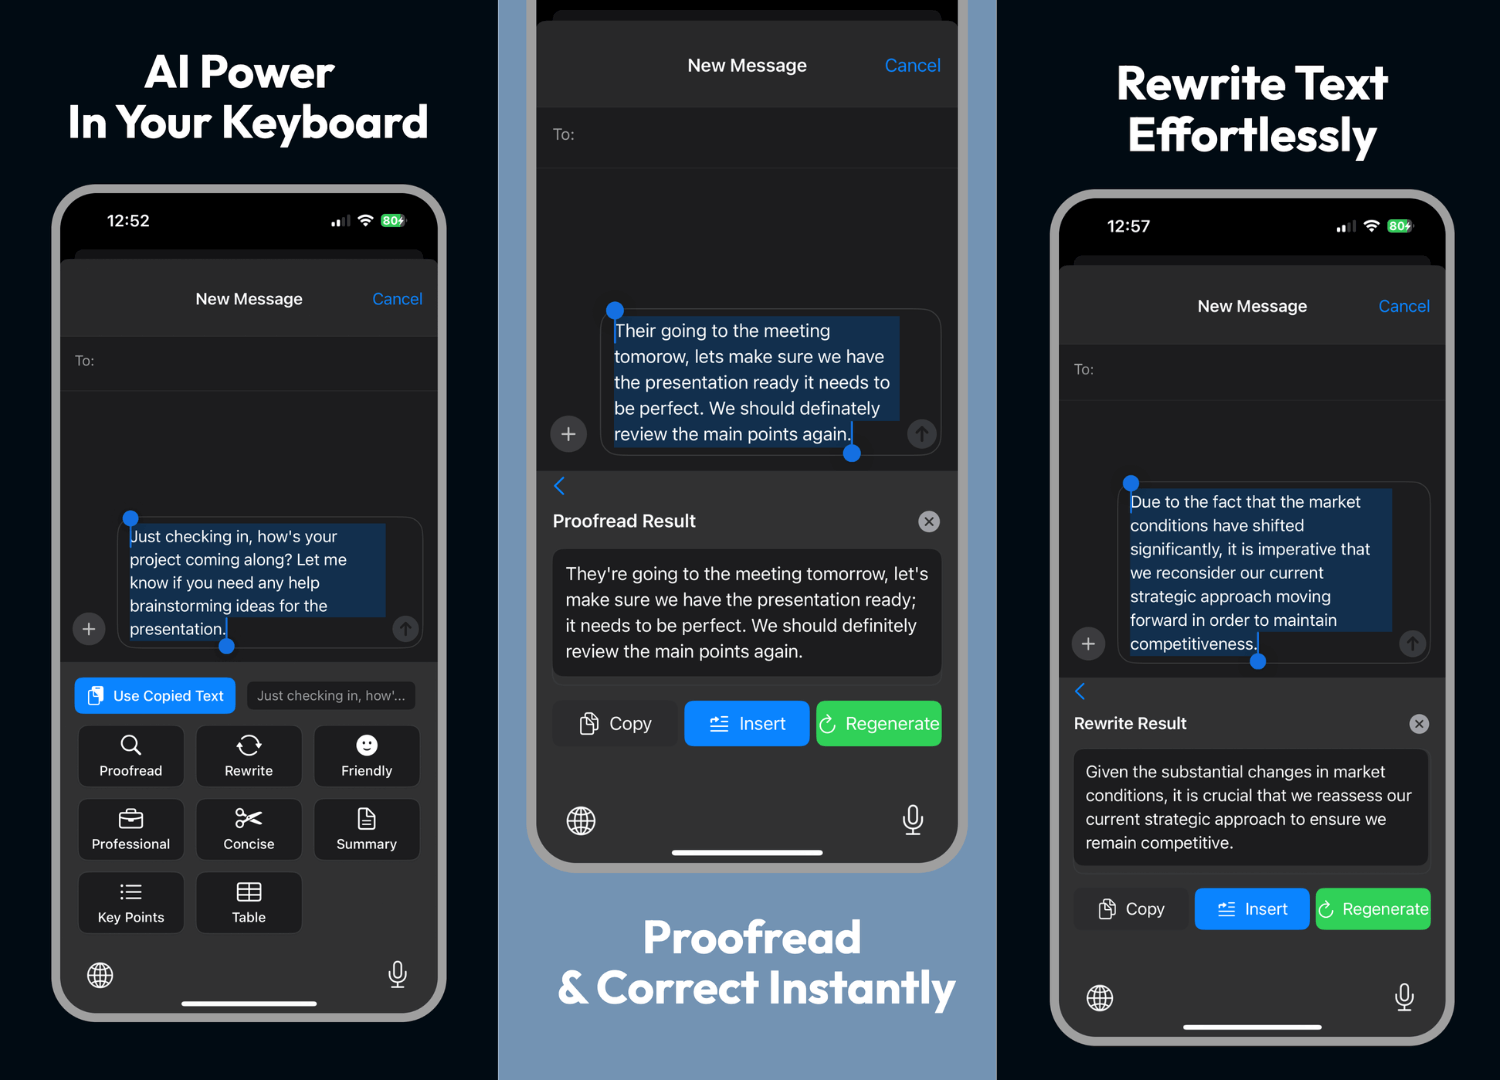 AI Power
In Your Keyboard
12:52
80
New Message
Cancel
To:
Just checking in, how's your
project coming along? Let me
know if you need any help
brainstorming ideas for the
presentation.
Use Copied Text
Just checking in, how'...
Proofread
Rewrite
Friendly
Professional
Concise
Summary
Key Points
Table
New Message
Cancel
To:
Their going to the meeting
tomorow, lets make sure we have
the presentation ready it needs to
be perfect. We should definately
review the main points again.
Proofread Result
They're going to the meeting tomorrow, let's
make sure we have the presentation ready;
it needs to be perfect. We should definitely
review the main points again.
Copy
Insert
Regenerate
Proofread
& Correct Instantly
Rewrite Text
Effortlessly
12:57
80
New Message
Cancel
To:
Due to the fact that the market
conditions have shifted
significantly, it is imperative that
we reconsider our current
strategic approach moving
forward in order to maintain
competitiveness.
Rewrite Result
Given the substantial changes in market
conditions, it is crucial that we reassess our
current strategic approach to ensure we
remain competitive.
Copy
Insert
Regenerate